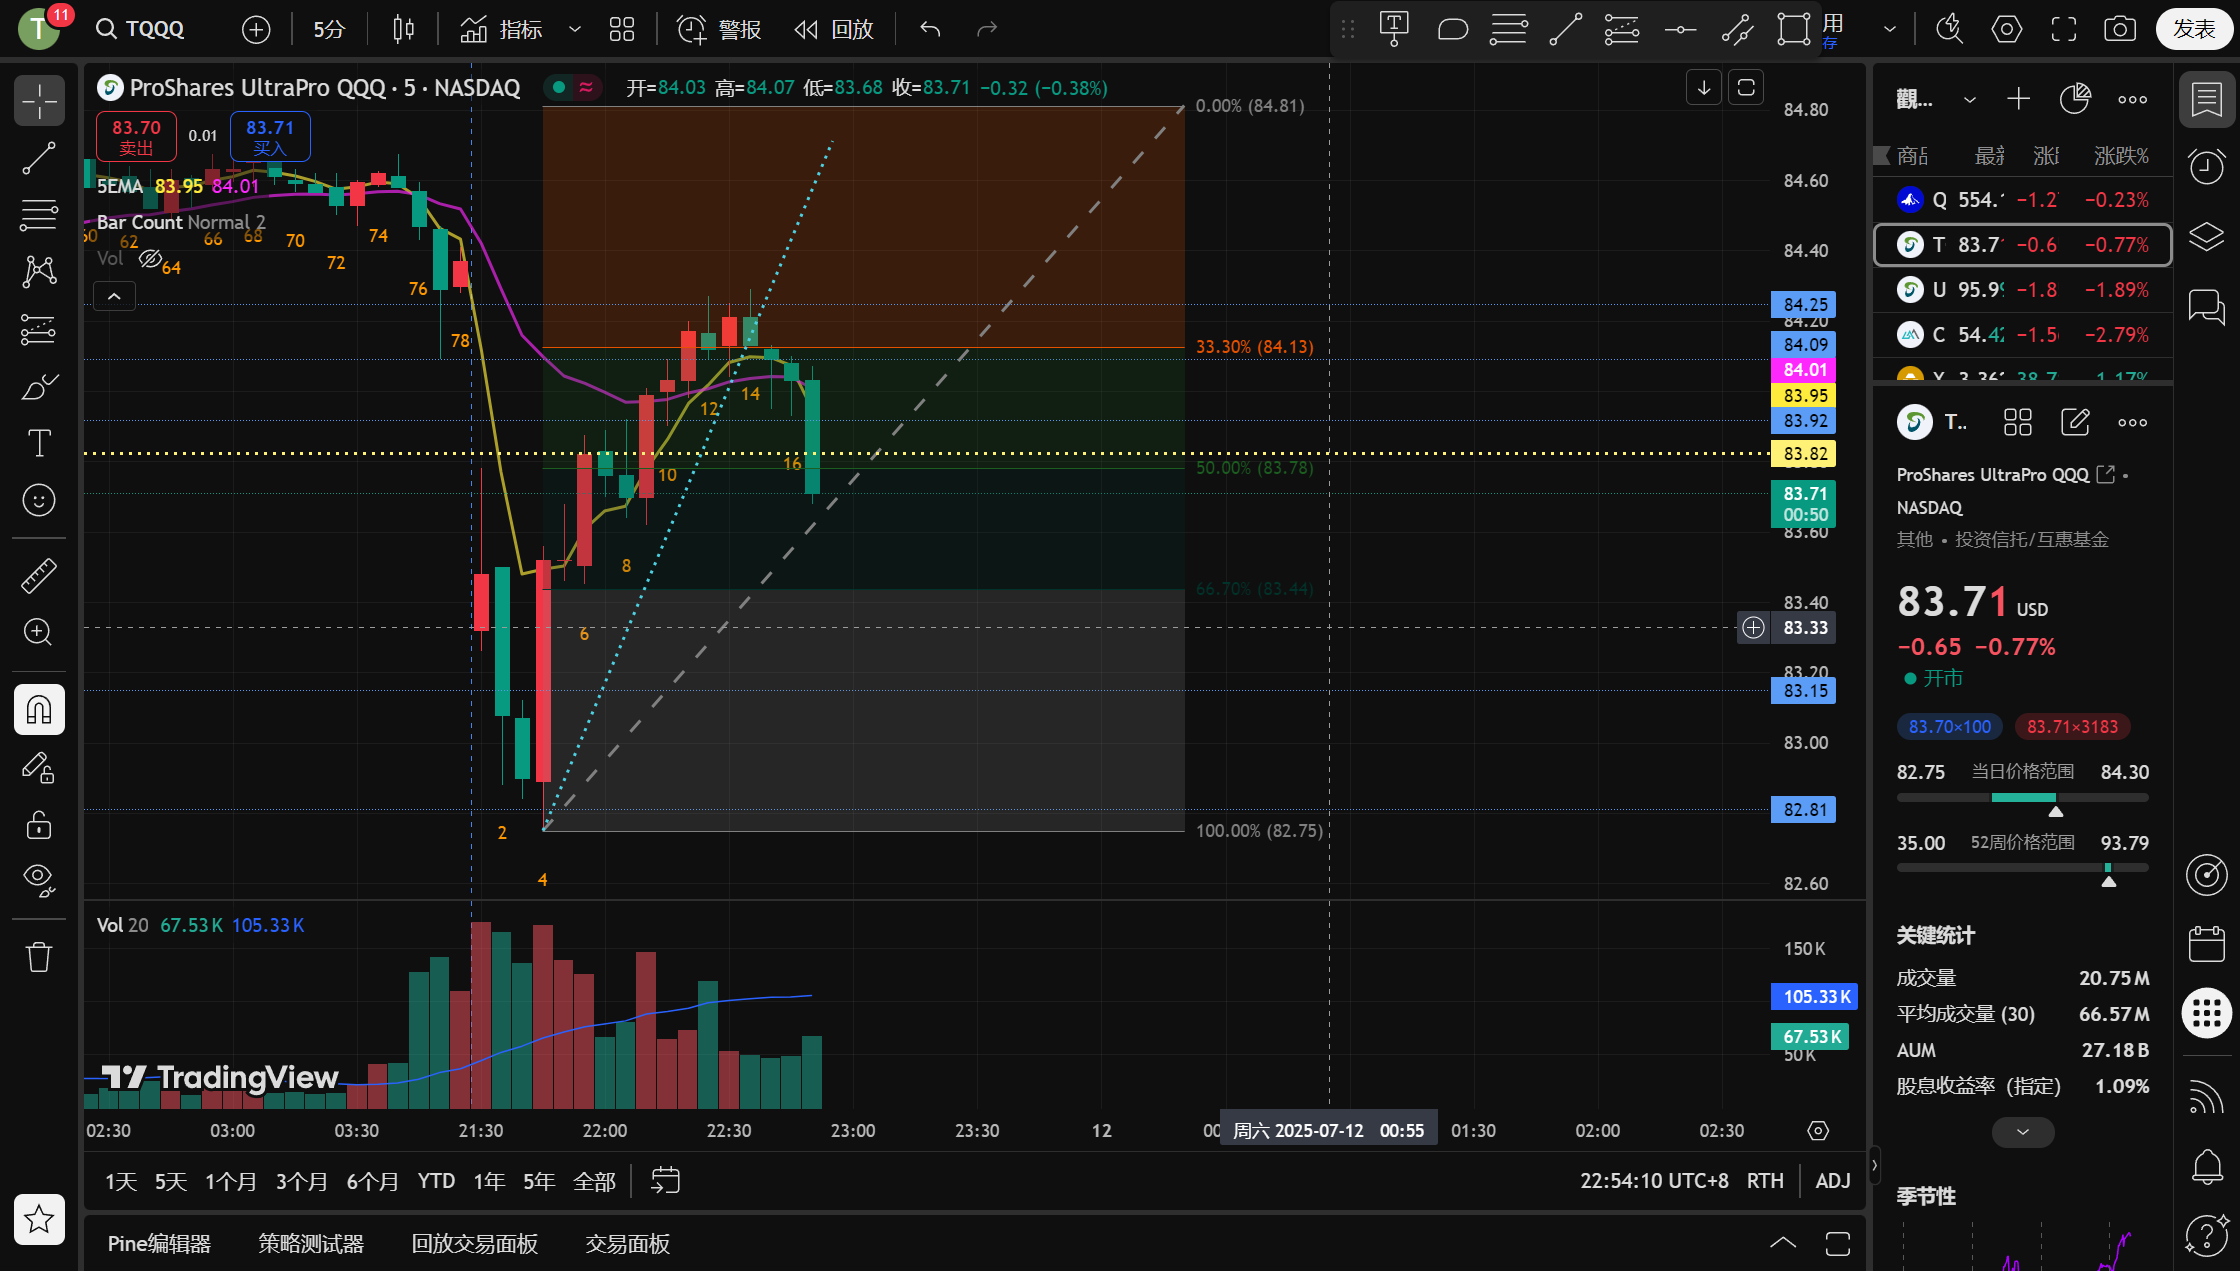 T 11 TQQQ 5分 指标 警报 回放 用 存 发表
ProShares UltraPro QQQ · 5 · NASDAQ 开=84.03 高=84.07 低=83.68 收=83.71 −0.32 (−0.38%)
83.70 卖出 0.01 83.71 买入
5EMA 83.95 84.01
Bar Count Normal 2
Vol
62 64 66 68 70 72 74 76 78
2 4 6 8 10 12 14 16
0.00% (84.81)
33.30% (84.13)
50.00% (83.78)
66.70% (83.44)
100.00% (82.75)
84.80
84.60
84.40
84.25
84.20
84.09
84.01
83.95
83.92
83.82
83.71
00:50
83.60
83.40
83.33
83.20
83.15
83.00
82.81
82.60
Vol 20 67.53 K 105.33 K
150 K
105.33 K
67.53 K
50 K
TradingView
02:30 03:00 03:30 21:30 22:00 22:30 23:00 23:30 12 周六 2025-07-12 00:55 01:30 02:00 02:30
1天 5天 1个月 3个月 6个月 YTD 1年 5年 全部 22:54:10 UTC+8 RTH ADJ
Pine编辑器 策略测试器 回放交易面板 交易面板
觀...
商品 最新 涨跌%
Q 554. −1.2 −0.23%
T 83.7 −0.6 −0.77%
U 95.9 −1.8 −1.89%
C 54.42 −1.5 −2.79%
T..
ProShares UltraPro QQQ
NASDAQ
其他 • 投资信托/互惠基金
83.71 USD
−0.65 −0.77%
开市
83.70×100 83.71×3183
82.75 当日价格范围 84.30
35.00 52周价格范围 93.79
关键统计
成交量 20.75 M
平均成交量 (30) 66.57 M
AUM 27.18 B
股息收益率 (指定) 1.09%
季节性